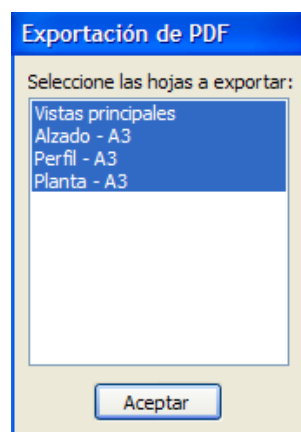 Exportación de PDF
Seleccione las hojas a exportar:
Vistas principales
Alzado - A3
Perfil - A3
Planta - A3
Aceptar